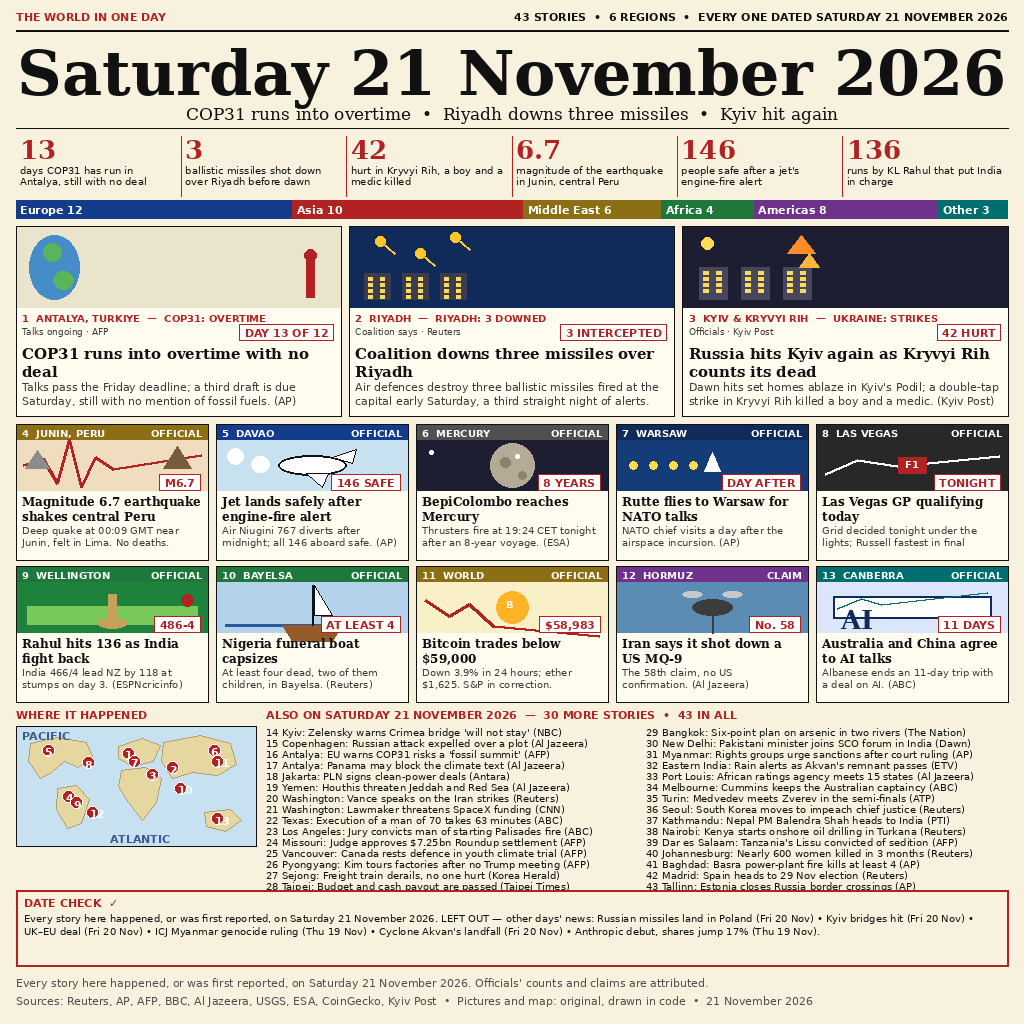 THE WORLD IN ONE DAY
43 STORIES • 6 REGIONS • EVERY ONE DATED SATURDAY 21 NOVEMBER 2026
Saturday 21 November 2026
COP31 runs into overtime • Riyadh downs three missiles • Kyiv hit again
13
days COP31 has run in
Antalya, still with no deal
3
ballistic missiles shot down
over Riyadh before dawn
42
hurt in Kryvyi Rih, a boy and a
medic killed
6.7
magnitude of the earthquake
in Junin, central Peru
146
people safe after a jet's
engine-fire alert
136
runs by KL Rahul that put India
in charge
Europe 12
Asia 10
Middle East 6
Africa 4
Americas 8
Other 3
1 ANTALYA, TURKIYE — COP31: OVERTIME
Talks ongoing · AFP
DAY 13 OF 12
COP31 runs into overtime with no
deal
Talks pass the Friday deadline; a third draft is due
Saturday, still with no mention of fossil fuels. (AP)
2 RIYADH — RIYADH: 3 DOWNED
Coalition says · Reuters
3 INTERCEPTED
Coalition downs three missiles over
Riyadh
Air defences destroy three ballistic missiles fired at the
capital early Saturday, a third straight night of alerts.
3 KYIV & KRYVYI RIH — UKRAINE: STRIKES
Officials · Kyiv Post
42 HURT
Russia hits Kyiv again as Kryvyi Rih
counts its dead
Dawn hits set homes ablaze in Kyiv's Podil; a double-tap
strike in Kryvyi Rih killed a boy and a medic. (Kyiv Post)
4 JUNIN, PERU OFFICIAL
M6.7
Magnitude 6.7 earthquake
shakes central Peru
Deep quake at 00:09 GMT near
Junin, felt in Lima. No deaths.
5 DAVAO OFFICIAL
146 SAFE
Jet lands safely after
engine-fire alert
Air Niugini 767 diverts after
midnight; all 146 aboard safe. (AP)
6 MERCURY OFFICIAL
8 YEARS
BepiColombo reaches
Mercury
Thrusters fire at 19:24 CET tonight
after an 8-year voyage. (ESA)
7 WARSAW OFFICIAL
DAY AFTER
Rutte flies to Warsaw for
NATO talks
NATO chief visits a day after the
airspace incursion. (AP)
8 LAS VEGAS OFFICIAL
F1
TONIGHT
Las Vegas GP qualifying
today
Grid decided tonight under the
lights; Russell fastest in final
9 WELLINGTON OFFICIAL
486-4
Rahul hits 136 as India
fight back
India 466/4 lead NZ by 118 at
stumps on day 3. (ESPNcricinfo)
10 BAYELSA OFFICIAL
AT LEAST 4
Nigeria funeral boat
capsizes
At least four dead, two of them
children, in Bayelsa. (Reuters)
11 WORLD OFFICIAL
B
$58,983
Bitcoin trades below
$59,000
Down 3.9% in 24 hours; ether
$1,625. S&P in correction.
12 HORMUZ CLAIM
No. 58
Iran says it shot down a
US MQ-9
The 58th claim, no US
confirmation. (Al Jazeera)
13 CANBERRA OFFICIAL
AI
11 DAYS
Australia and China agree
to AI talks
Albanese ends an 11-day trip with
a deal on AI. (ABC)
WHERE IT HAPPENED
PACIFIC
5
8
1
7
3
2
6
11
10
4
9
12
13
ATLANTIC
ALSO ON SATURDAY 21 NOVEMBER 2026 — 30 MORE STORIES • 43 IN ALL
14 Kyiv: Zelensky warns Crimea bridge 'will not stay' (NBC)
15 Copenhagen: Russian attack expelled over a plot (Al Jazeera)
16 Antalya: EU warns COP31 risks a 'fossil summit' (AFP)
17 Antalya: Panama may block the climate text (Al Jazeera)
18 Jakarta: PLN signs clean-power deals (Antara)
19 Yemen: Houthis threaten Jeddah and Red Sea (Al Jazeera)
20 Washington: Vance speaks on the Iran strikes (Reuters)
21 Washington: Lawmaker threatens SpaceX funding (CNN)
22 Texas: Execution of a man of 70 takes 63 minutes (ABC)
23 Los Angeles: Jury convicts man of starting Palisades fire (ABC)
24 Missouri: Judge approves $7.25bn Roundup settlement (AFP)
25 Vancouver: Canada rests defence in youth climate trial (AFP)
26 Pyongyang: Kim tours factories after no Trump meeting (AFP)
27 Sejong: Freight train derails, no one hurt (Korea Herald)
28 Taipei: Budget and cash payout are passed (Taipei Times)
29 Bangkok: Six-point plan on arsenic in two rivers (The Nation)
30 New Delhi: Pakistani minister joins SCO forum in India (Dawn)
31 Myanmar: Rights groups urge sanctions after court ruling (AP)
32 Eastern India: Rain alerts as Akvan's remnant passes (ETV)
33 Port Louis: African ratings agency meets 15 states (Al Jazeera)
34 Melbourne: Cummins keeps the Australian captaincy (ABC)
35 Turin: Medvedev meets Zverev in the semi-finals (ATP)
36 Seoul: South Korea moves to impeach chief justice (Reuters)
37 Kathmandu: Nepal PM Balendra Shah heads to India (PTI)
38 Nairobi: Kenya starts onshore oil drilling in Turkana (Reuters)
39 Dar es Salaam: Tanzania's Lissu convicted of sedition (AFP)
40 Johannesburg: Nearly 600 women killed in 3 months (Reuters)
41 Baghdad: Basra power-plant fire kills at least 4 (AP)
42 Madrid: Spain heads to 29 Nov election (Reuters)
43 Tallinn: Estonia closes Russia border crossings (AP)
DATE CHECK ✓
Every story here happened, or was first reported, on Saturday 21 November 2026. LEFT OUT — other days' news: Russian missiles land in Poland (Fri 20 Nov) • Kyiv bridges hit (Fri 20 Nov) •
UK–EU deal (Fri 20 Nov) • ICJ Myanmar genocide ruling (Thu 19 Nov) • Cyclone Akvan's landfall (Fri 20 Nov) • Anthropic debut, shares jump 17% (Thu 19 Nov).
Every story here happened, or was first reported, on Saturday 21 November 2026. Officials' counts and claims are attributed.
Sources: Reuters, AP, AFP, BBC, Al Jazeera, USGS, ESA, CoinGecko, Kyiv Post • Pictures and map: original, drawn in code • 21 November 2026